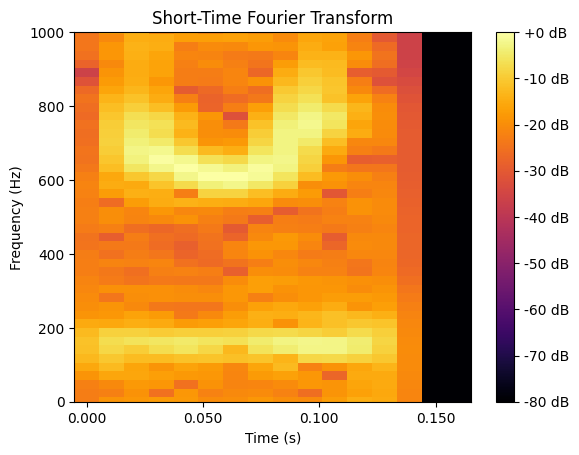 Short-Time Fourier Transform
Frequency (Hz)
1000
800
600
400
200
0
0.000
0.050
0.100
0.150
Time (s)
+0 dB
-10 dB
-20 dB
-30 dB
-40 dB
-50 dB
-60 dB
-70 dB
-80 dB